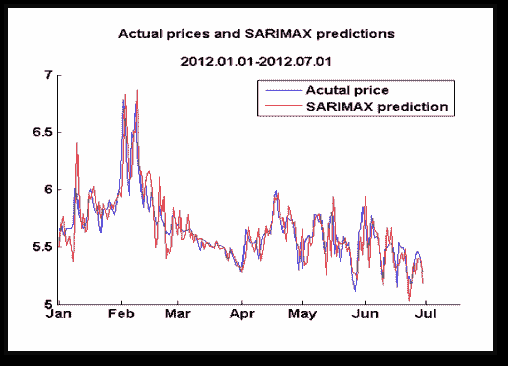 Actual prices and SARIMAX predictions
2012.01.01-2012.07.01
Acutal price
SARIMAX prediction
7
6.5
6
5.5
5
Jan Feb Mar Apr May Jun Jul